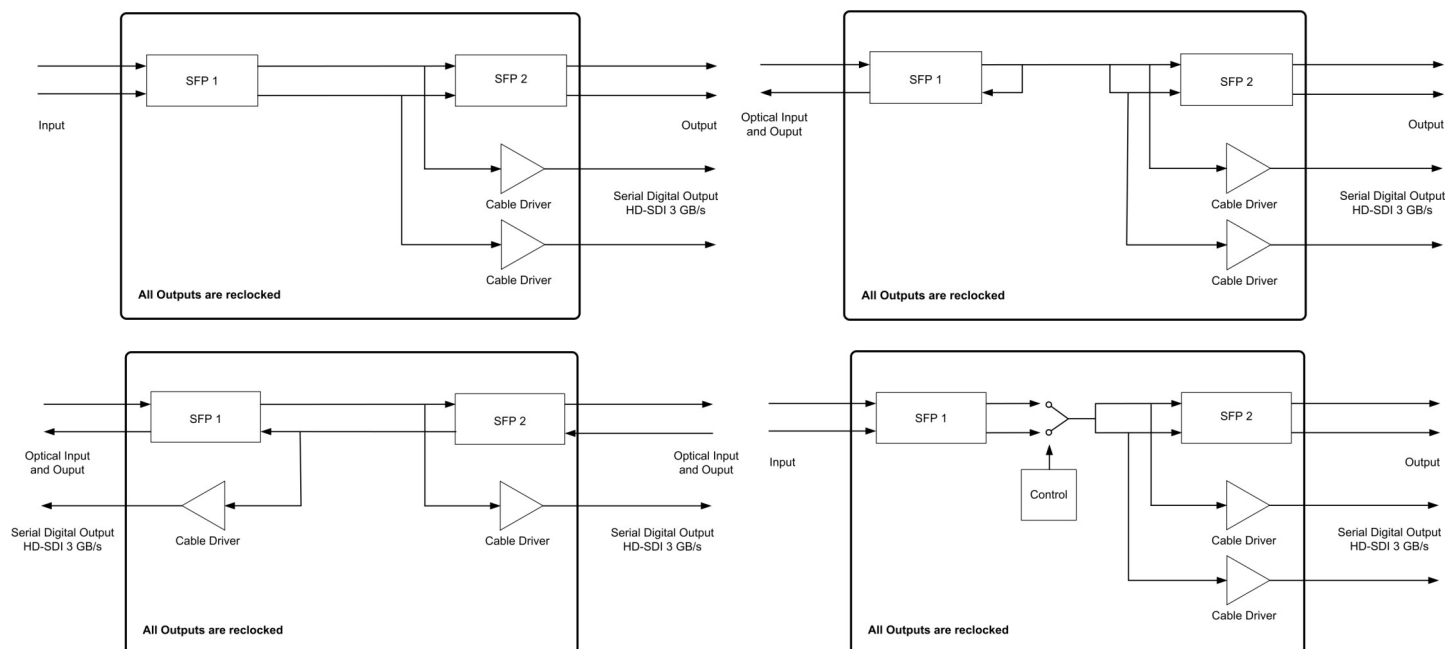 SFP 1
SFP 2
Input
Output
Cable Driver
Serial Digital Output
HD-SDI 3 GB/s
Cable Driver
All Outputs are reclocked
SFP 1
SFP 2
Optical Input
and Ouput
Output
Cable Driver
Serial Digital Output
HD-SDI 3 GB/s
Cable Driver
All Outputs are reclocked
SFP 1
SFP 2
Optical Input
and Ouput
Optical Input
and Ouput
Serial Digital Output
HD-SDI 3 GB/s
Cable Driver
Cable Driver
Serial Digital Output
HD-SDI 3 GB/s
All Outputs are reclocked
SFP 1
SFP 2
Input
Control
Output
Cable Driver
Serial Digital Output
HD-SDI 3 GB/s
Cable Driver
All Outputs are reclocked